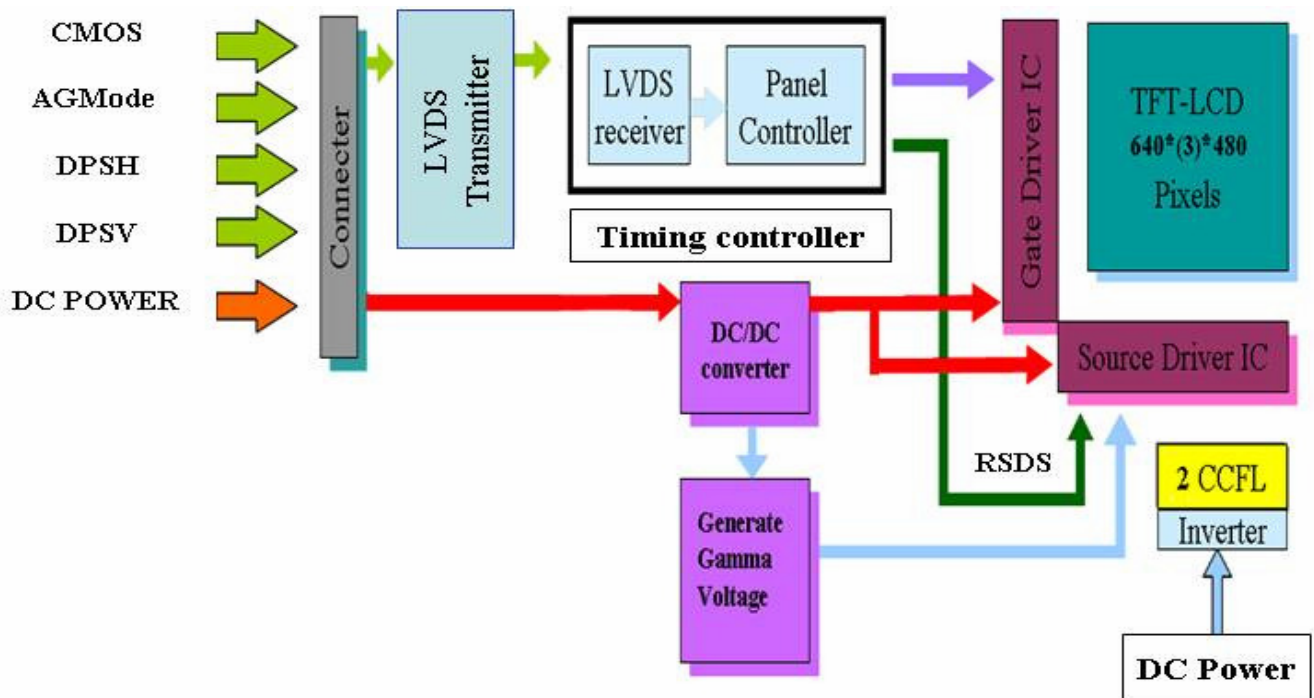 CMOS
AGMode
DPSH
DPSV
DC POWER
Connecter
LVDS
Transmitter
LVDS
receiver
Panel
Controller
Timing controller
Gate Driver IC
TFT-LCD
640*(3)*480
Pixels
DC/DC
converter
Source Driver IC
RSDS
Generate
Gamma
Voltage
2 CCFL
Inverter
DC Power